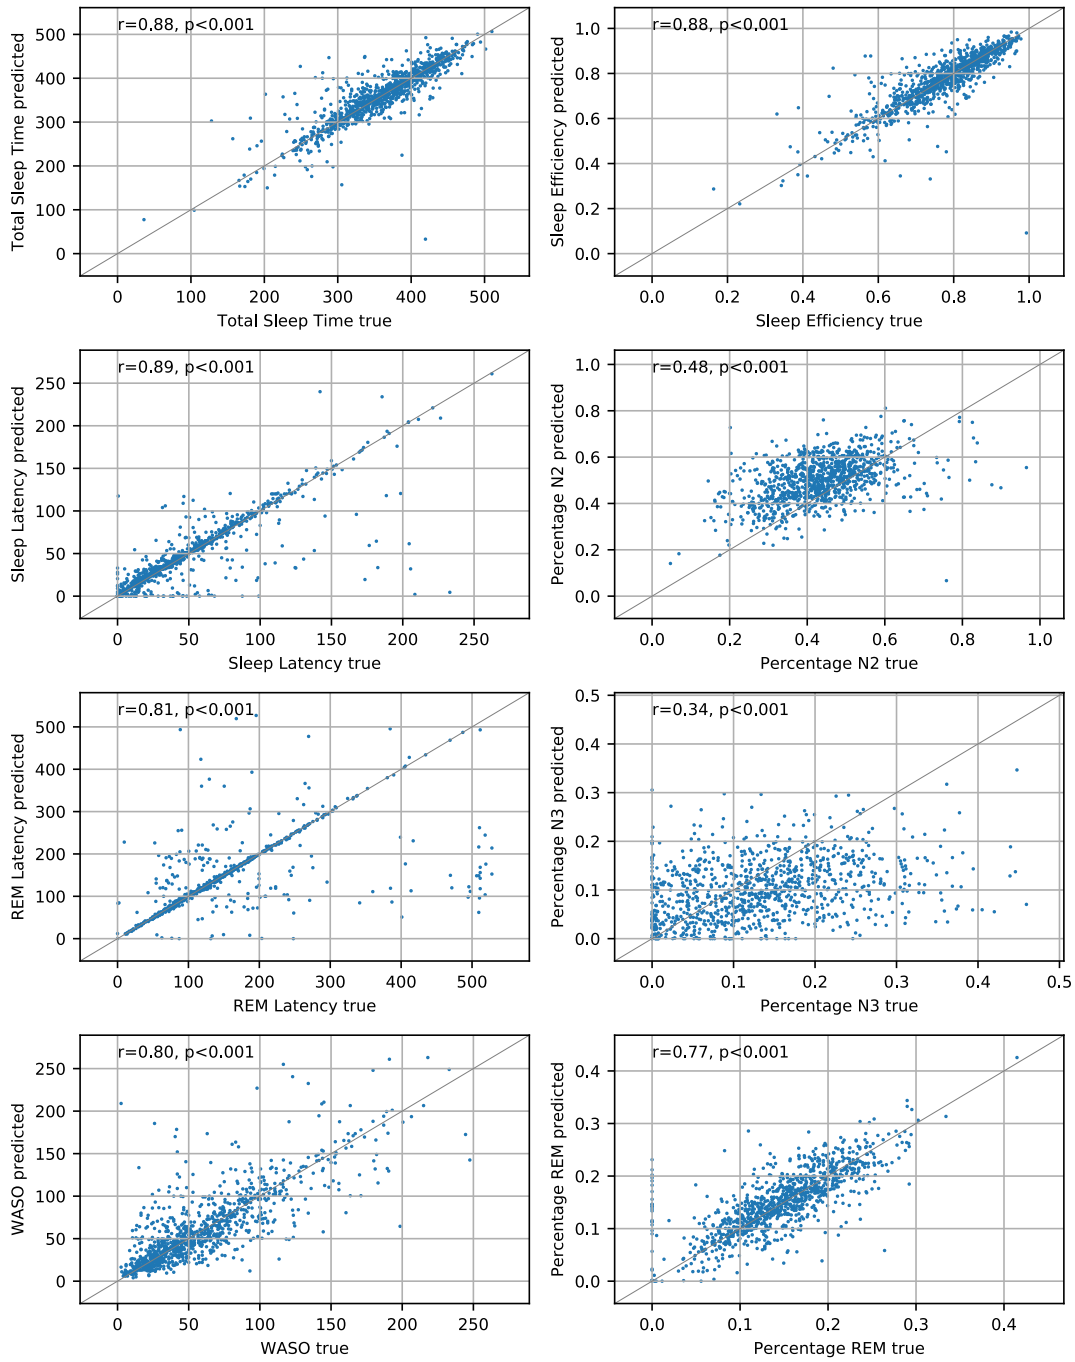 r=0.88, p<0.001
Total Sleep Time predicted
500
400
300
200
100
0
0 100 200 300 400 500
Total Sleep Time true
r=0.88, p<0.001
Sleep Efficiency predicted
1.0
0.8
0.6
0.4
0.2
0.0
0.0 0.2 0.4 0.6 0.8 1.0
Sleep Efficiency true
r=0.89, p<0.001
Sleep Latency predicted
250
200
150
100
50
0
0 50 100 150 200 250
Sleep Latency true
r=0.48, p<0.001
Percentage N2 predicted
1.0
0.8
0.6
0.4
0.2
0.0
0.0 0.2 0.4 0.6 0.8 1.0
Percentage N2 true
r=0.81, p<0.001
REM Latency predicted
500
400
300
200
100
0
0 100 200 300 400 500
REM Latency true
r=0.34, p<0.001
Percentage N3 predicted
0.5
0.4
0.3
0.2
0.1
0.0
0.0 0.1 0.2 0.3 0.4 0.5
Percentage N3 true
r=0.80, p<0.001
WASO predicted
250
200
150
100
50
0
0 50 100 150 200 250
WASO true
r=0.77, p<0.001
Percentage REM predicted
0.4
0.3
0.2
0.1
0.0
0.0 0.1 0.2 0.3 0.4
Percentage REM true